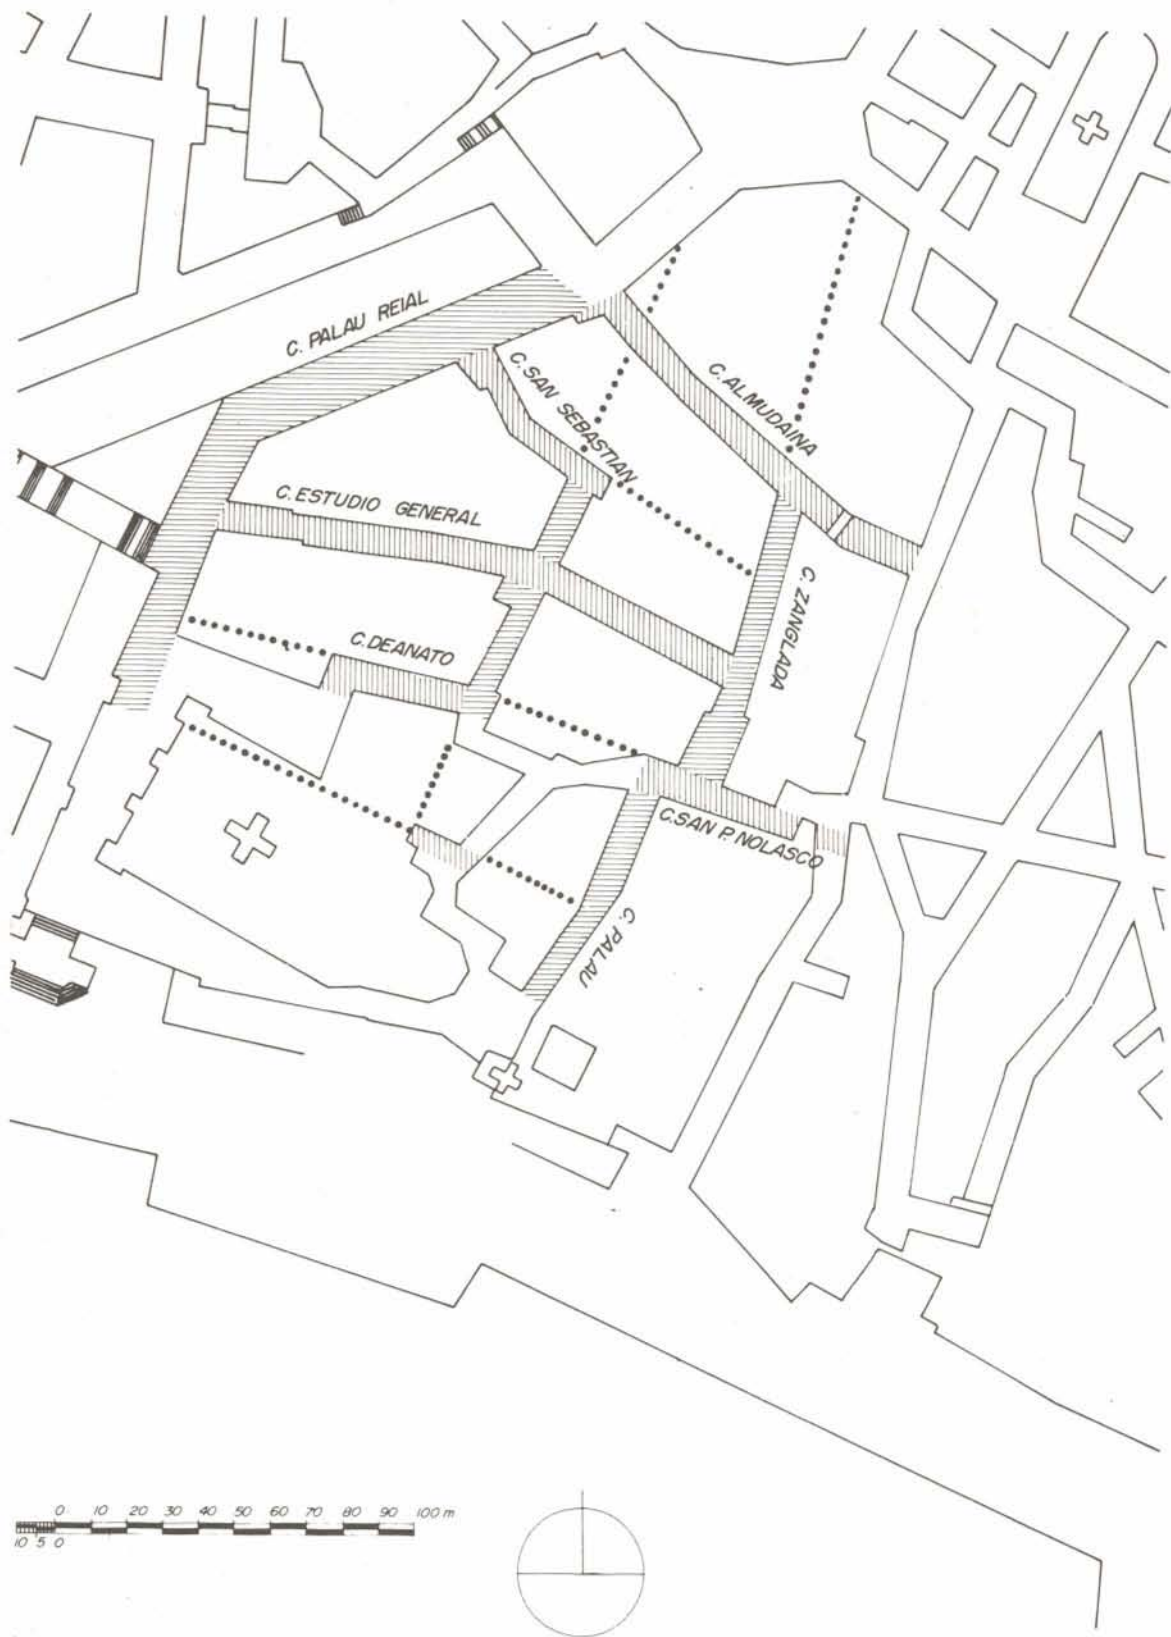 C. PALAU REIAL
C. SAN SEBASTIAN
C. ALMUDAINA
C. ESTUDIO GENERAL
C. ZANGLADA
C. DEANATO
C. SAN P. NOLASCO
C. PALAU
0 10 20 30 40 50 60 70 80 90 100 m
10 5 0